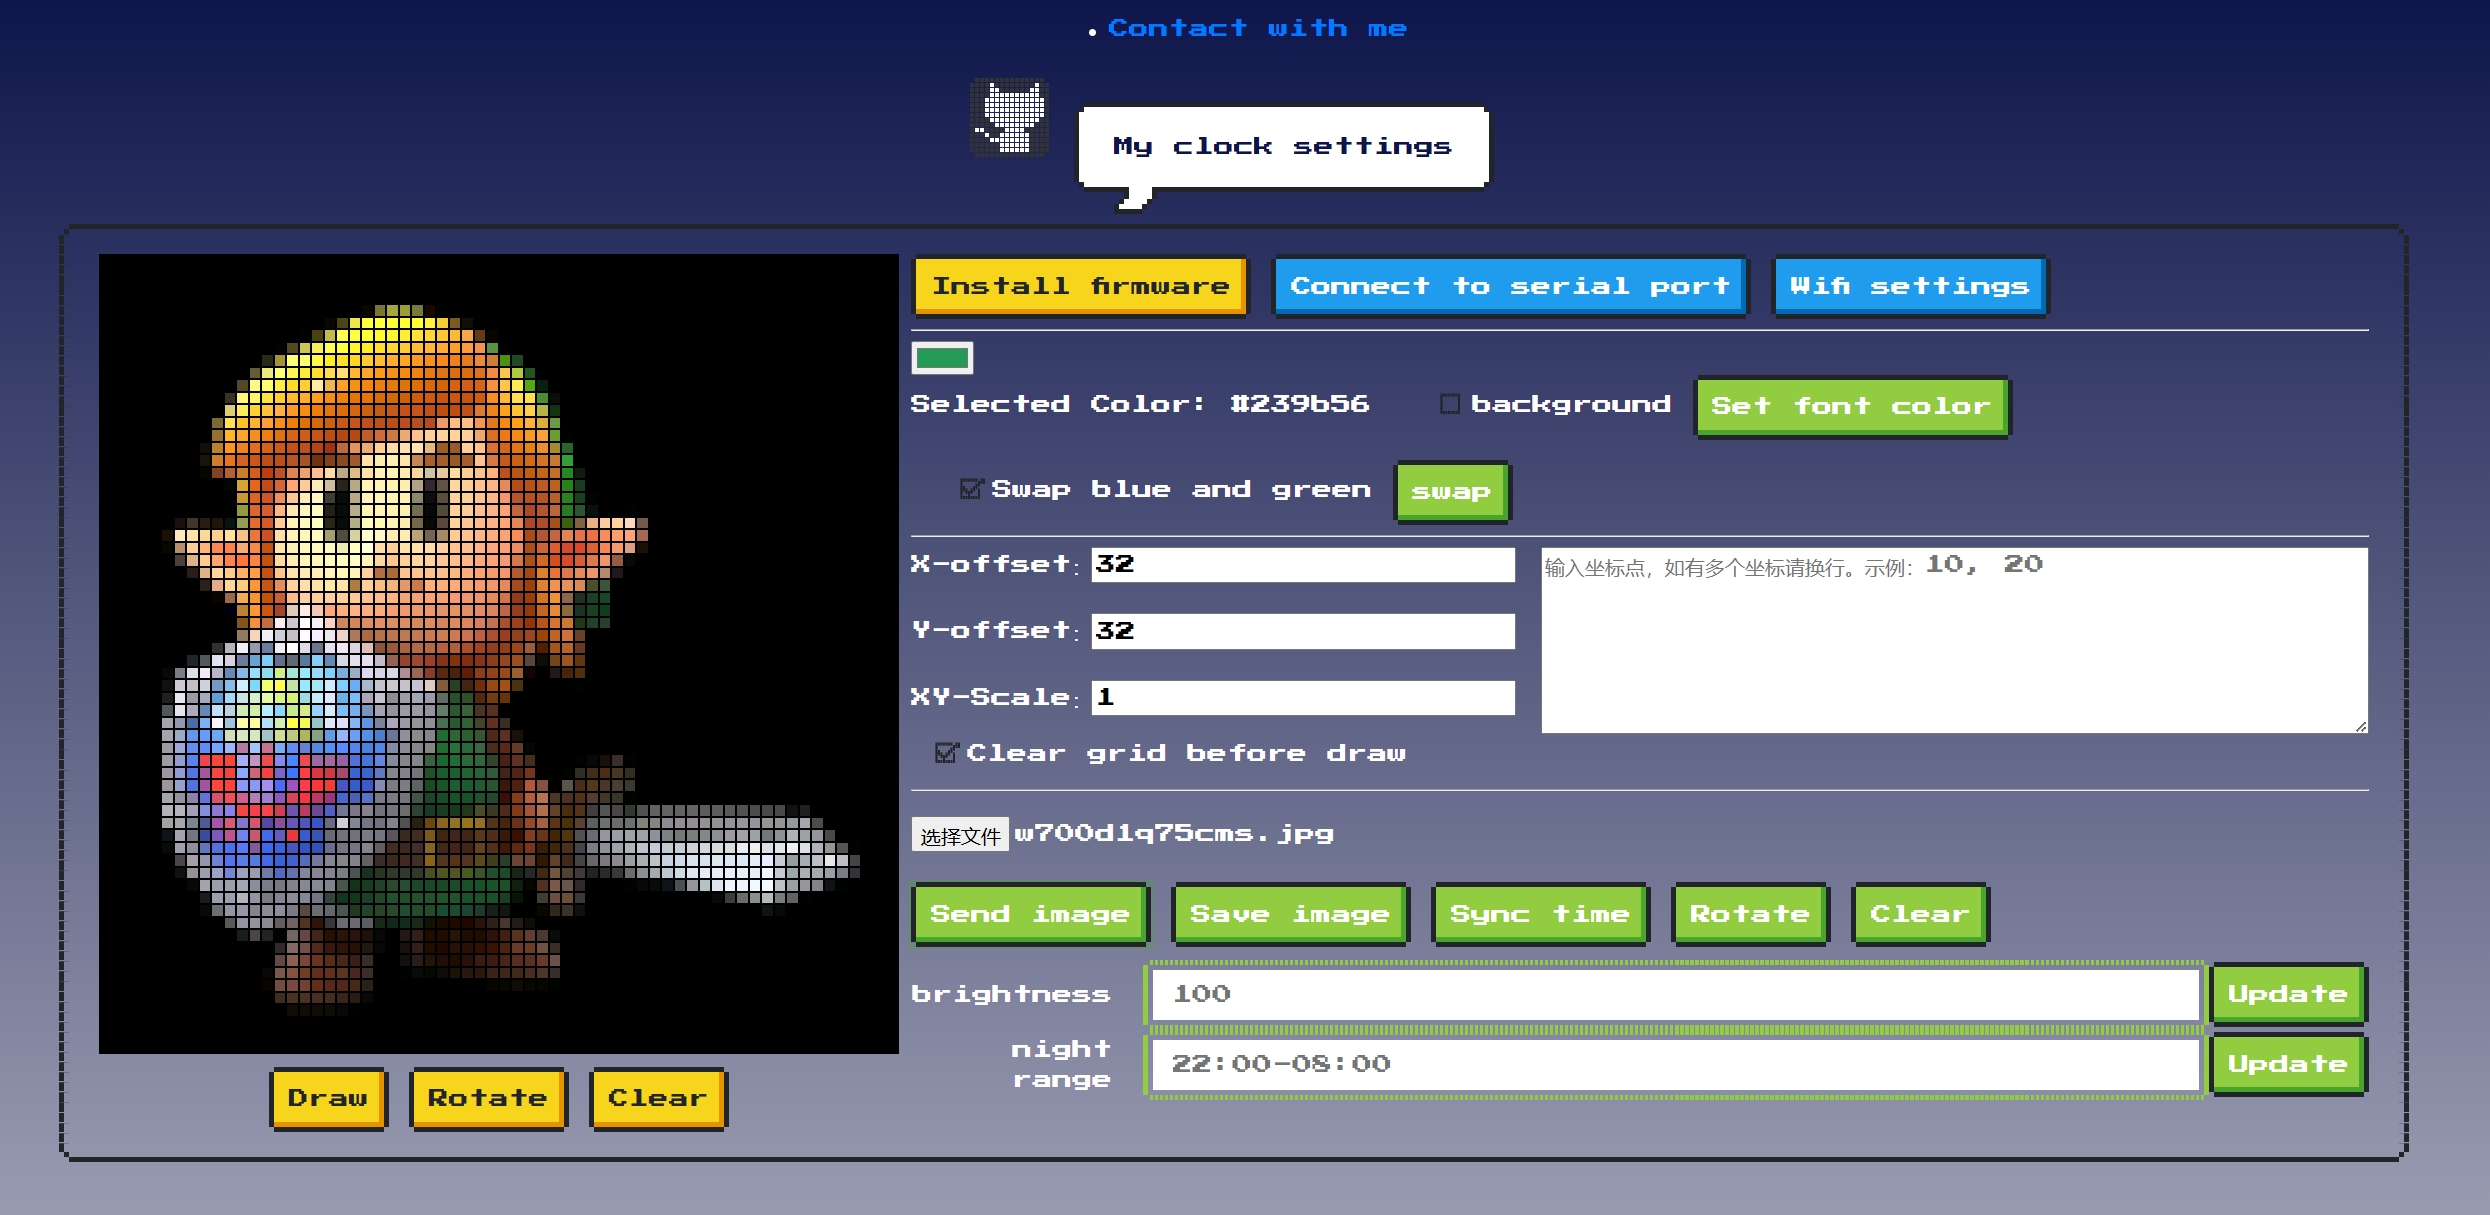 Contact with me
My clock settings
Install firmware
Connect to serial port
Wifi settings
Selected Color: #239b56
background
Set font color
Swap blue and green
swap
X-offset: 32
输入坐标点，如有多个坐标请换行。示例：10, 20
Y-offset: 32
XY-Scale: 1
Clear grid before draw
选择文件 w700d1q75cms.jpg
Send image
Save image
Sync time
Rotate
Clear
brightness
100
Update
night
range
22:00-08:00
Update
Draw
Rotate
Clear